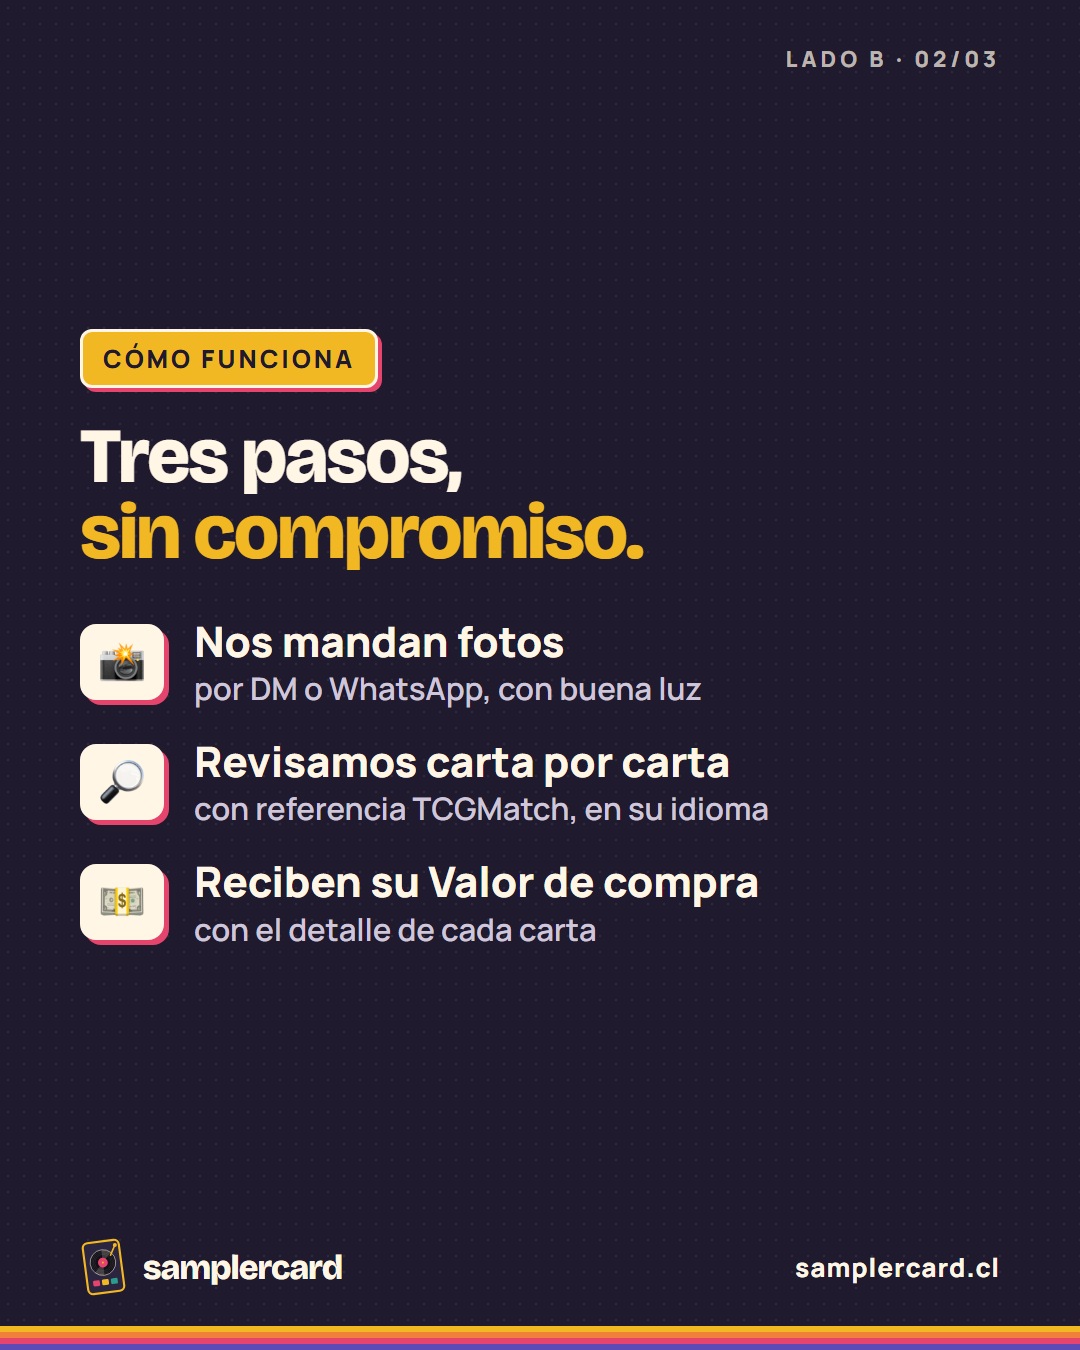 LADO B · 02/03
CÓMO FUNCIONA
Tres pasos,
sin compromiso.
Nos mandan fotos
por DM o WhatsApp, con buena luz
Revisamos carta por carta
con referencia TCGMatch, en su idioma
Reciben su Valor de compra
con el detalle de cada carta
samplercard
samplercard.cl